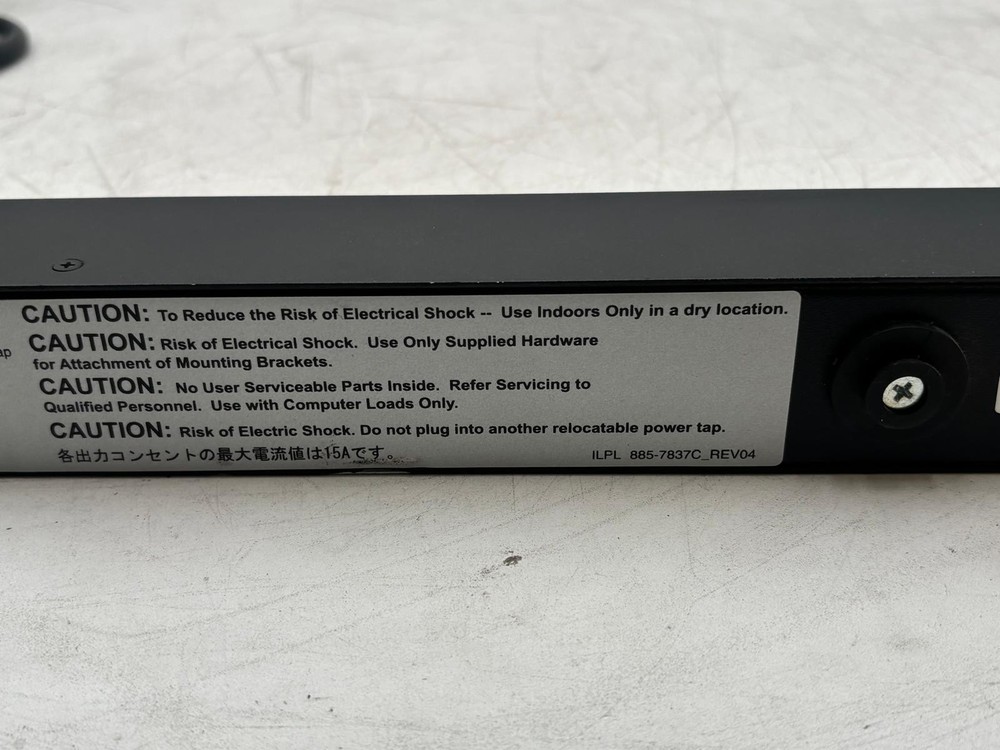 CAUTION: To Reduce the Risk of Electrical Shock -- Use Indoors Only in a dry location.
CAUTION: Risk of Electrical Shock. Use Only Supplied Hardware
for Attachment of Mounting Brackets.
CAUTION: No User Serviceable Parts Inside. Refer Servicing to
Qualified Personnel. Use with Computer Loads Only.
CAUTION: Risk of Electric Shock. Do not plug into another relocatable power tap.
各出力コンセントの最大電流値は15Aです。 ILPL 885-7837C_REV04